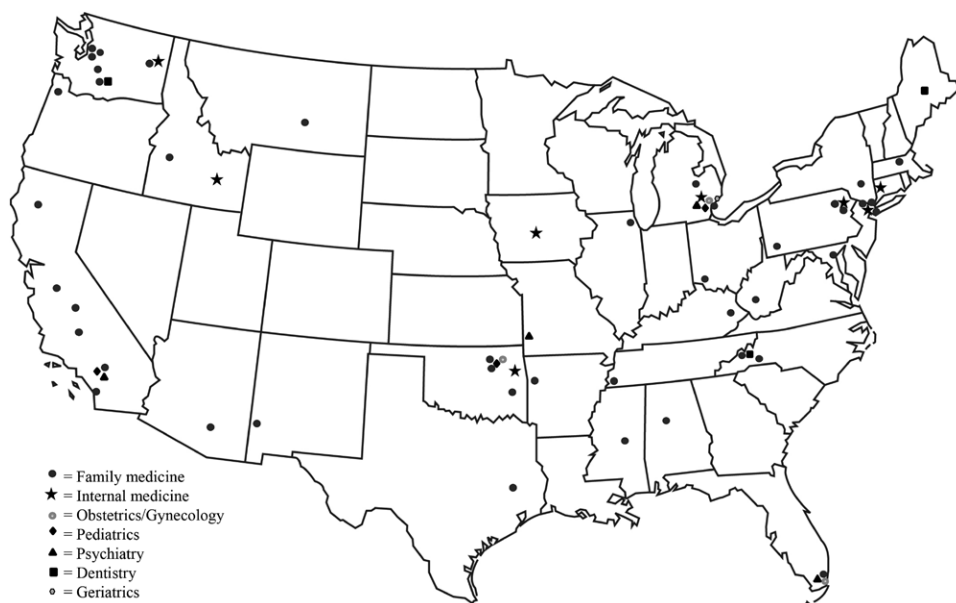 = Family medicine
= Internal medicine
= Obstetrics/Gynecology
= Pediatrics
= Psychiatry
= Dentistry
= Geriatrics